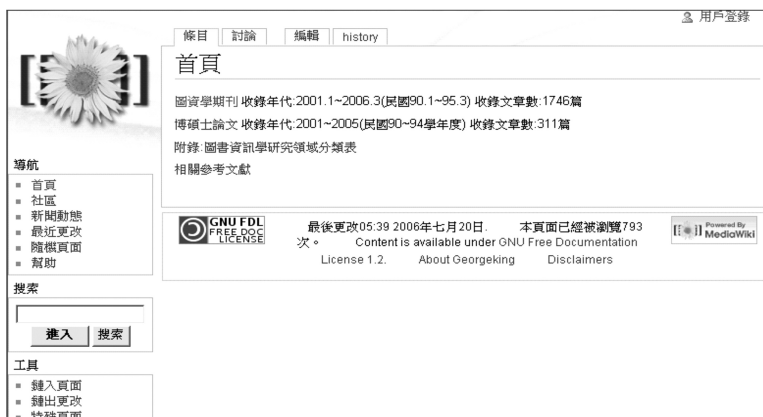 用戶登錄
條目 討論 編輯 history
首頁
圖資學期刊 收錄年代:2001.1~2006.3(民國90.1~95.3) 收錄文章數:1746篇
博碩士論文 收錄年代:2001~2005(民國90~94學年度) 收錄文章數:311篇
附錄:圖書資訊學研究領域分類表
相關參考文獻
導航
首頁
社區
新聞動態
最近更改
隨機頁面
幫助
搜索
進入 搜索
工具
鏈入頁面
鏈出更改
特殊頁面
GNU FDL
FREE DOC
LICENSE
最後更改05:39 2006年七月20日. 本頁面已經被瀏覽793
次。 Content is available under GNU Free Documentation
License 1.2. About Georgeking Disclaimers
Powered By
MediaWiki